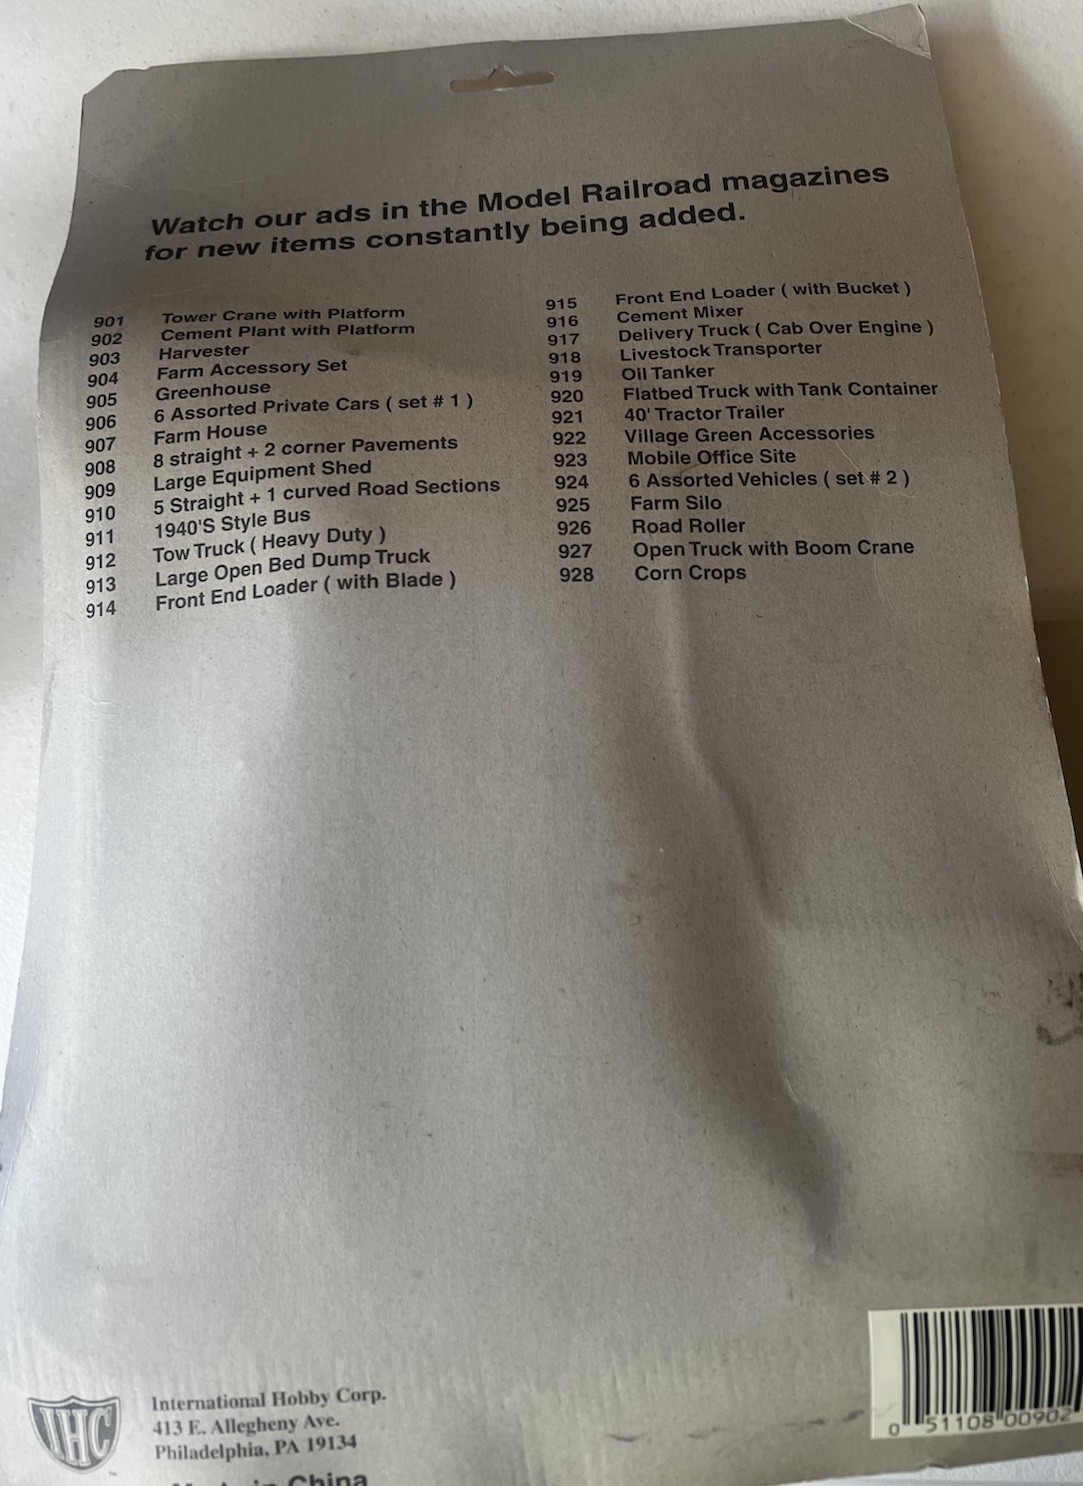 Watch our ads in the Model Railroad magazines
for new items constantly being added.
901 Tower Crane with Platform
902 Cement Plant with Platform
903 Harvester
904 Farm Accessory Set
905 Greenhouse
906 6 Assorted Private Cars ( set # 1 )
907 Farm House
908 8 straight + 2 corner Pavements
909 Large Equipment Shed
910 5 Straight + 1 curved Road Sections
911 1940'S Style Bus
912 Tow Truck ( Heavy Duty )
913 Large Open Bed Dump Truck
914 Front End Loader ( with Blade )
915 Front End Loader ( with Bucket )
916 Cement Mixer
917 Delivery Truck ( Cab Over Engine )
918 Livestock Transporter
919 Oil Tanker
920 Flatbed Truck with Tank Container
921 40' Tractor Trailer
922 Village Green Accessories
923 Mobile Office Site
924 6 Assorted Vehicles ( set # 2 )
925 Farm Silo
926 Road Roller
927 Open Truck with Boom Crane
928 Corn Crops
IHC
International Hobby Corp.
413 E. Allegheny Ave.
Philadelphia, PA 19134
Made in China
0 51108 00902